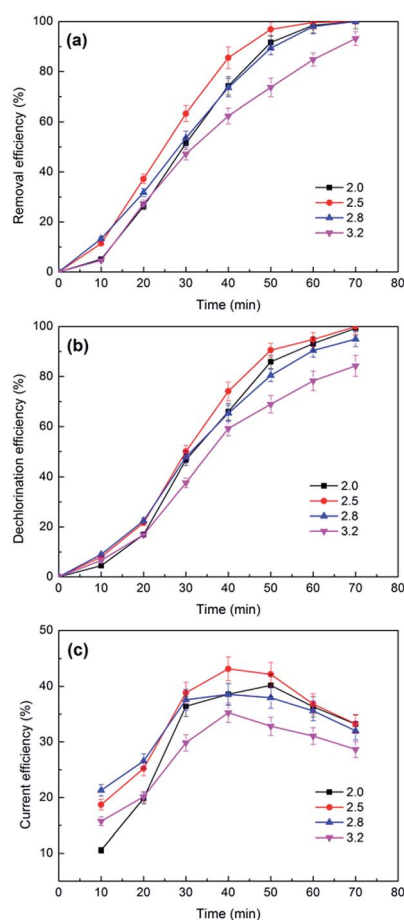 (a)
Removal efficiency (%)
100
80
60
40
20
0
2.0
2.5
2.8
3.2
0 10 20 30 40 50 60 70 80
Time (min)
(b)
Dechlorination efficiency (%)
100
80
60
40
20
0
2.0
2.5
2.8
3.2
0 10 20 30 40 50 60 70 80
Time (min)
(c)
Current efficiency (%)
50
40
30
20
10
2.0
2.5
2.8
3.2
0 10 20 30 40 50 60 70 80
Time (min)